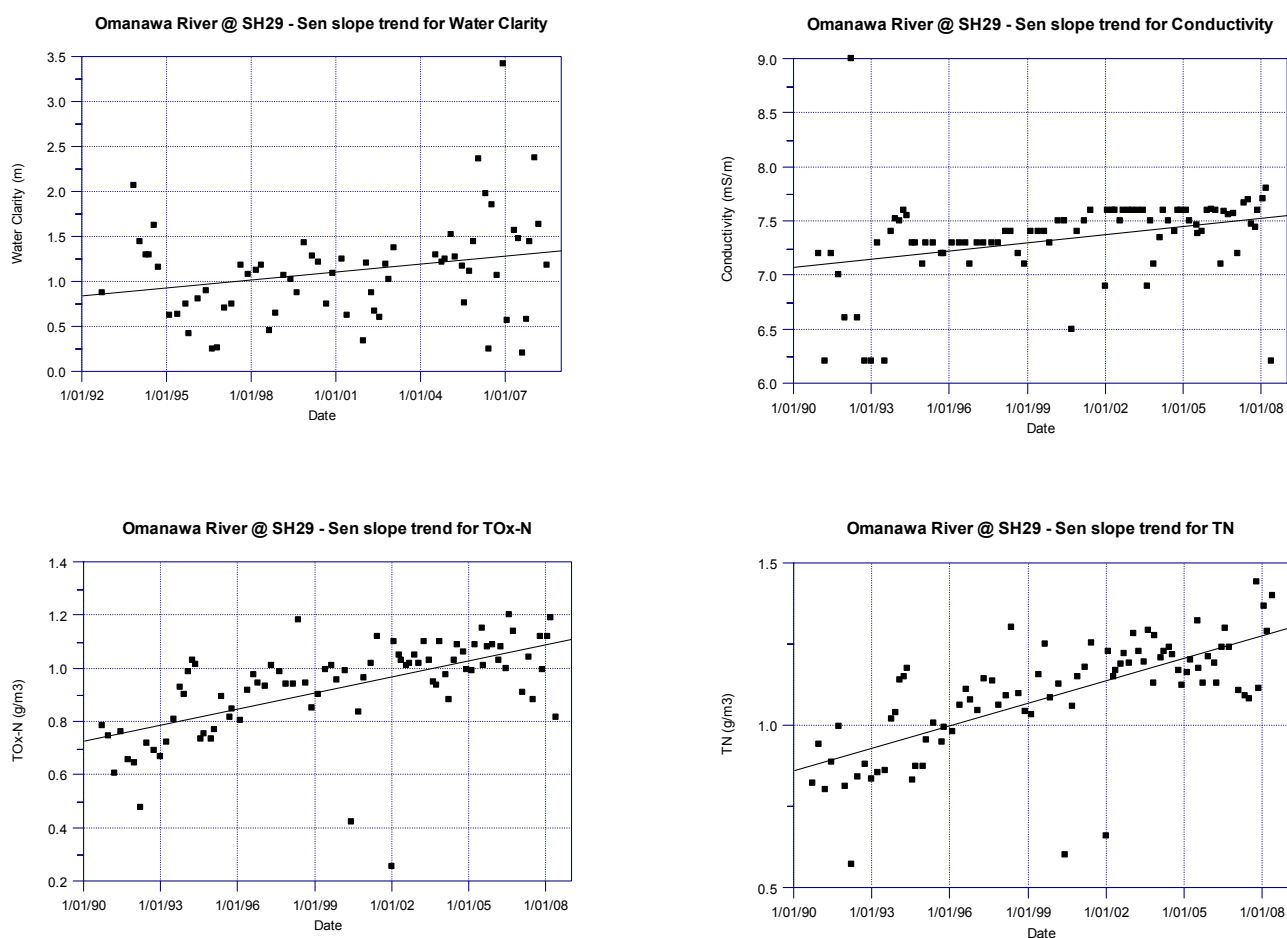 Omanawa River @ SH29 - Sen slope trend for Water Clarity
3.5
3.0
2.5
2.0
1.5
1.0
0.5
0.0
Water Clarity (m)
1/01/92 1/01/95 1/01/98 1/01/01 1/01/04 1/01/07
Date
Omanawa River @ SH29 - Sen slope trend for Conductivity
9.0
8.5
8.0
7.5
7.0
6.5
6.0
Conductivity (mS/m)
1/01/90 1/01/93 1/01/96 1/01/99 1/01/02 1/01/05 1/01/08
Date
Omanawa River @ SH29 - Sen slope trend for TOx-N
1.4
1.2
1.0
0.8
0.6
0.4
0.2
TOx-N (g/m3)
1/01/90 1/01/93 1/01/96 1/01/99 1/01/02 1/01/05 1/01/08
Date
Omanawa River @ SH29 - Sen slope trend for TN
1.5
1.0
0.5
TN (g/m3)
1/01/90 1/01/93 1/01/96 1/01/99 1/01/02 1/01/05 1/01/08
Date